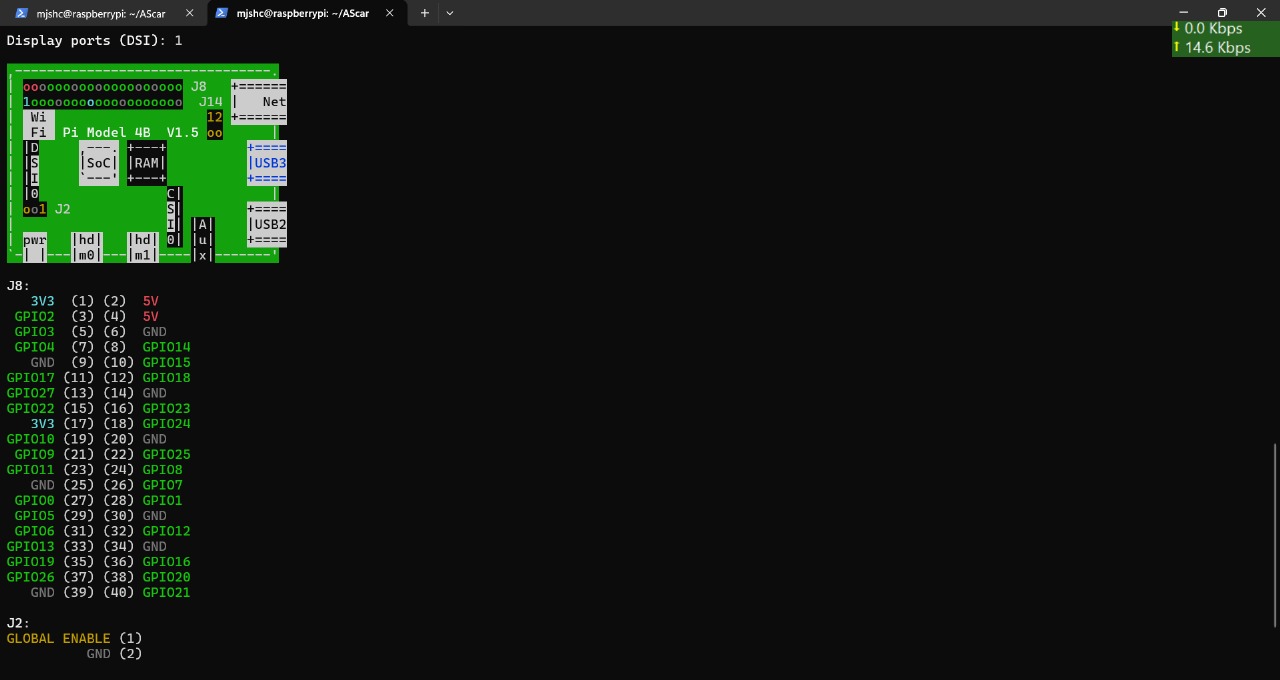 mjshc@raspberrypi: ~/AScar
mjshc@raspberrypi: ~/AScar
0.0 Kbps
14.6 Kbps
Display ports (DSI): 1
,--------------------------------.
| oooooooooooooooooooo J8   +======
| 1ooooooooooooooooooo  J14 |   Net
|  Wi                    12 +======
|  Fi  Pi Model 4B  V1.5 oo       |
| |D     ,---. +---+          +====
| |S     |SoC| |RAM|          |USB3
| |I     `---' +---+          +====
| |0                C|            |
| oo1 J2            S|        +====
|                   I| |A|    |USB2
| pwr   |hd|   |hd| 0| |u|    +====
`-| |---|m0|---|m1|----|x|-------'
J8:
   3V3  (1) (2)  5V
 GPIO2  (3) (4)  5V
 GPIO3  (5) (6)  GND
 GPIO4  (7) (8)  GPIO14
   GND  (9) (10) GPIO15
GPIO17 (11) (12) GPIO18
GPIO27 (13) (14) GND
GPIO22 (15) (16) GPIO23
   3V3 (17) (18) GPIO24
GPIO10 (19) (20) GND
 GPIO9 (21) (22) GPIO25
GPIO11 (23) (24) GPIO8
   GND (25) (26) GPIO7
 GPIO0 (27) (28) GPIO1
 GPIO5 (29) (30) GND
 GPIO6 (31) (32) GPIO12
GPIO13 (33) (34) GND
GPIO19 (35) (36) GPIO16
GPIO26 (37) (38) GPIO20
   GND (39) (40) GPIO21
J2:
GLOBAL ENABLE (1)
          GND (2)